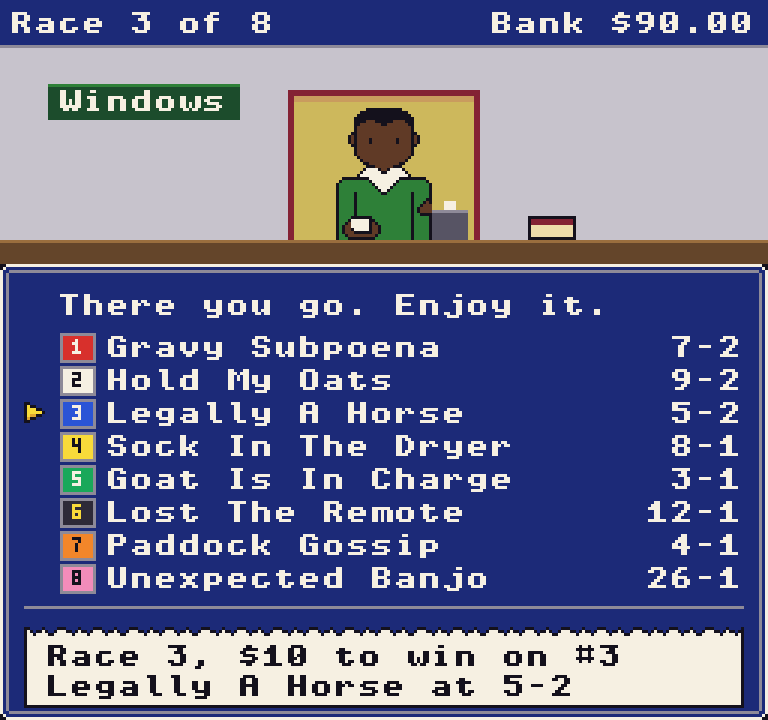 Race 3 of 8 Bank $90.00
Windows
There you go. Enjoy it.
1 Gravy Subpoena 7-2
2 Hold My Oats 9-2
3 Legally A Horse 5-2
4 Sock In The Dryer 8-1
5 Goat Is In Charge 3-1
6 Lost The Remote 12-1
7 Paddock Gossip 4-1
8 Unexpected Banjo 26-1
Race 3, $10 to win on #3
Legally A Horse at 5-2